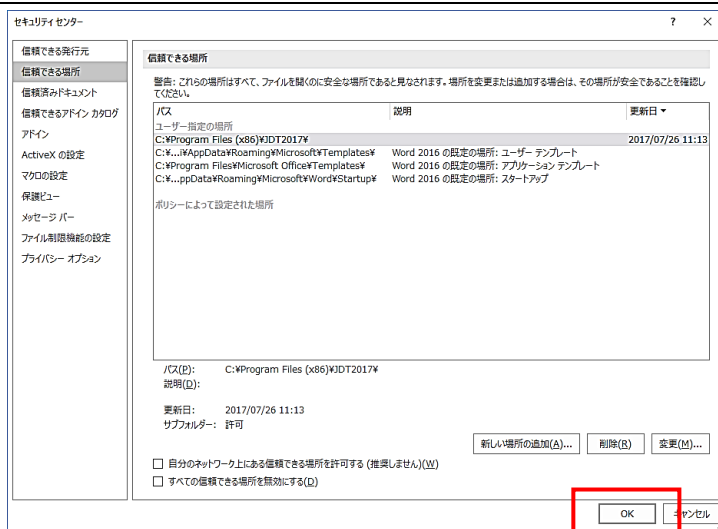 セキュリティ センター ? ×
信頼できる発行元
信頼できる場所
信頼済みドキュメント
信頼できるアドイン カタログ
アドイン
ActiveX の設定
マクロの設定
保護ビュー
メッセージ バー
ファイル制限機能の設定
プライバシー オプション
信頼できる場所
警告: これらの場所はすべて、ファイルを開くのに安全な場所であると見なされます。場所を変更または追加する場合は、その場所が安全であることを確認し
てください。
パス 説明 更新日
ユーザー指定の場所
C:¥Program Files (x86)¥JDT2017¥ 2017/07/26 11:13
C:¥...i¥AppData¥Roaming¥Microsoft¥Templates¥ Word 2016 の既定の場所: ユーザー テンプレート
C:¥Program Files¥Microsoft Office¥Templates¥ Word 2016 の既定の場所: アプリケーション テンプレート
C:¥...ppData¥Roaming¥Microsoft¥Word¥Startup¥ Word 2016 の既定の場所: スタートアップ
ポリシーによって設定された場所
パス(P): C:¥Program Files (x86)¥JDT2017¥
説明(D):
更新日: 2017/07/26 11:13
サブフォルダー: 許可
新しい場所の追加(A)... 削除(R) 変更(M)...
自分のネットワーク上にある信頼できる場所を許可する (推奨しません)(W)
すべての信頼できる場所を無効にする(D)
OK キャンセル